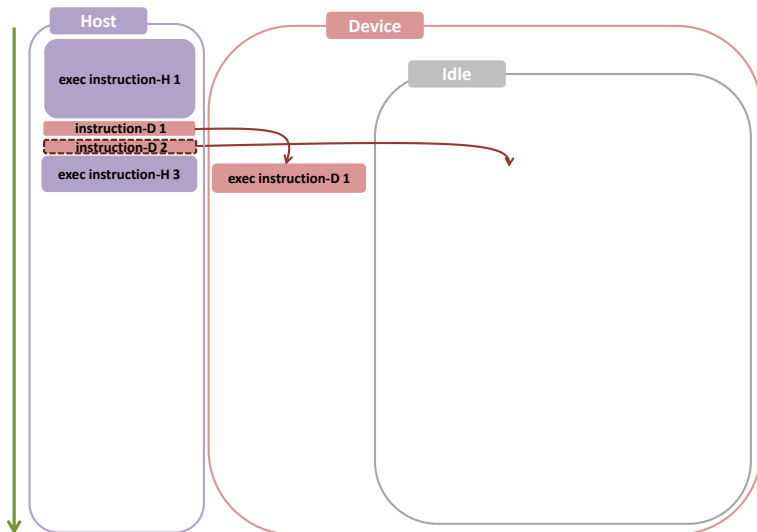 Host
Device
Idle
exec instruction-H 1
instruction-D 1
instruction-D 2
exec instruction-H 3
exec instruction-D 1